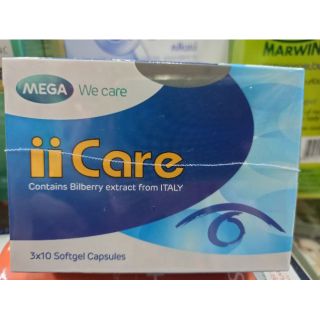 MARWIN
MEGA We care
ii Care
Contains Bilberry extract from ITALY
3x10 Softgel Capsules